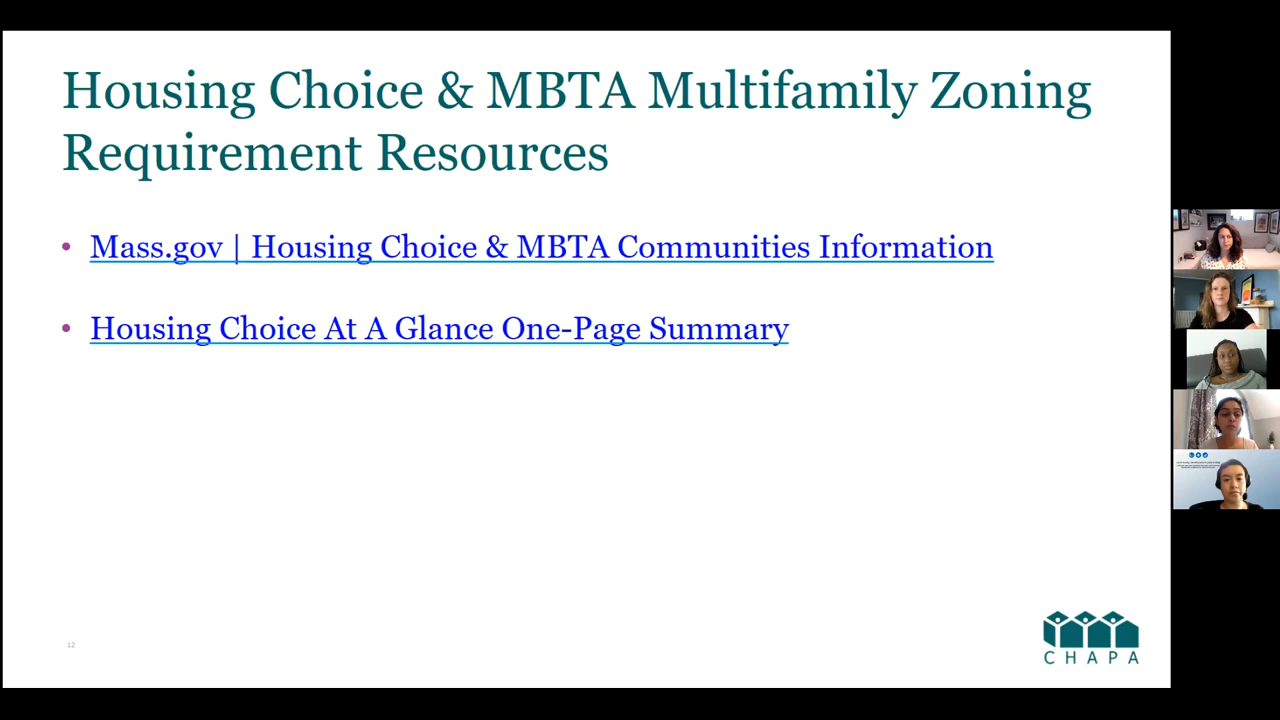 Housing Choice & MBTA Multifamily Zoning
Requirement Resources
• Mass.gov | Housing Choice & MBTA Communities Information
• Housing Choice At A Glance One-Page Summary
12
CHAPA